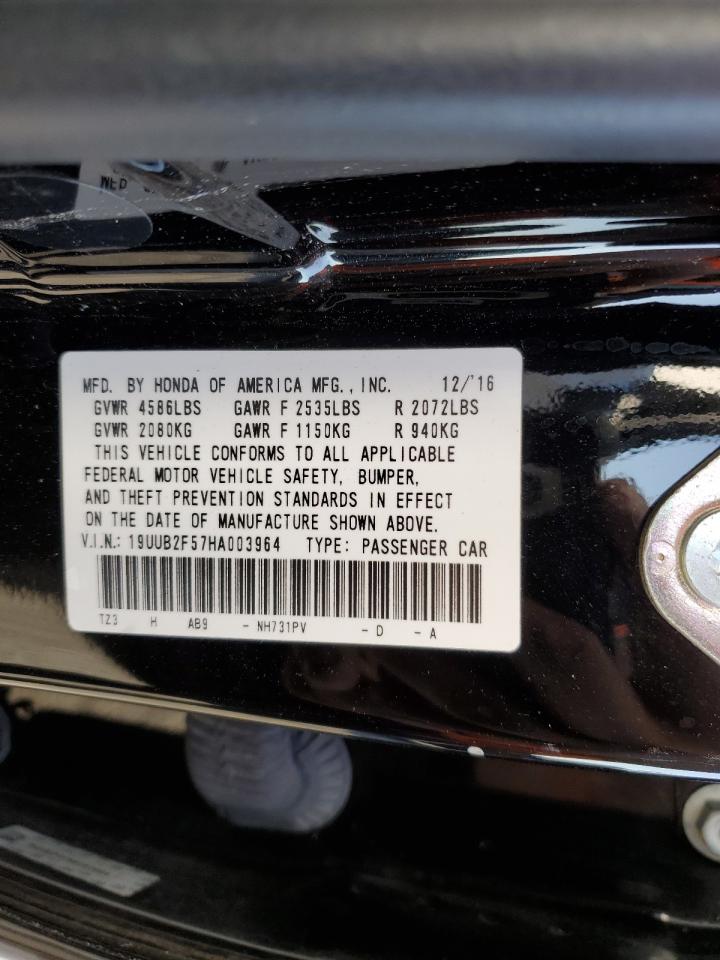 WED
MFD. BY HONDA OF AMERICA MFG., INC. 12/'16
GVWR 4586LBS GAWR F 2535LBS R 2072LBS
GVWR 2080KG GAWR F 1150KG R 940KG
THIS VEHICLE CONFORMS TO ALL APPLICABLE
FEDERAL MOTOR VEHICLE SAFETY, BUMPER,
AND THEFT PREVENTION STANDARDS IN EFFECT
ON THE DATE OF MANUFACTURE SHOWN ABOVE.
V.I.N.: 19UUB2F57HA003964 TYPE: PASSENGER CAR
TZ3 H AB9 - NH731PV - D - A